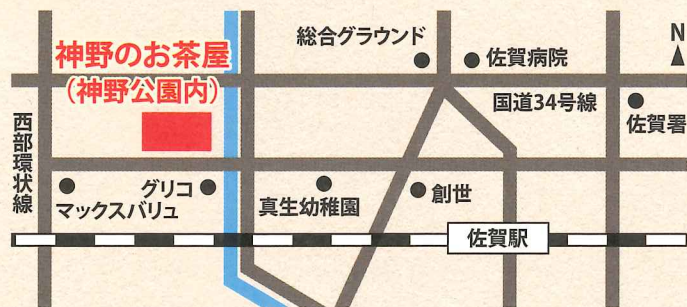 神野のお茶屋
(神野公園内)
総合グラウンド
佐賀病院
N
国道34号線
佐賀署
西部環状線
グリコ
マックスバリュ
真生幼稚園
創世
佐賀駅